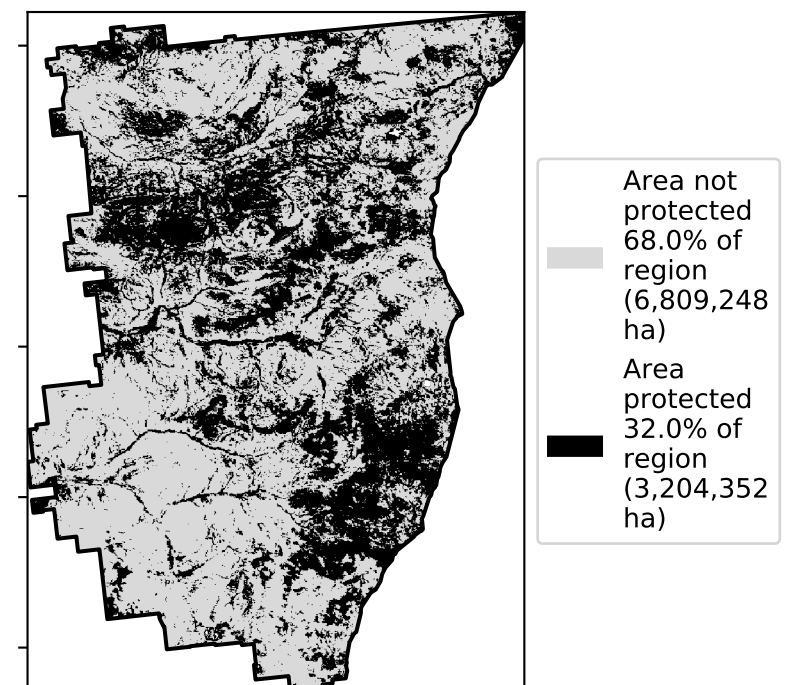 Area not
protected
68.0% of
region
(6,809,248
ha)
Area
protected
32.0% of
region
(3,204,352
ha)